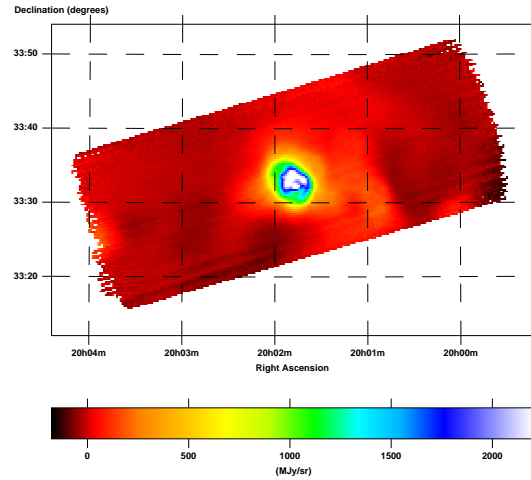 Declination (degrees)
33:50
33:40
33:30
33:20
20h04m 20h03m 20h02m 20h01m 20h00m
Right Ascension
0 500 1000 1500 2000
(MJy/sr)